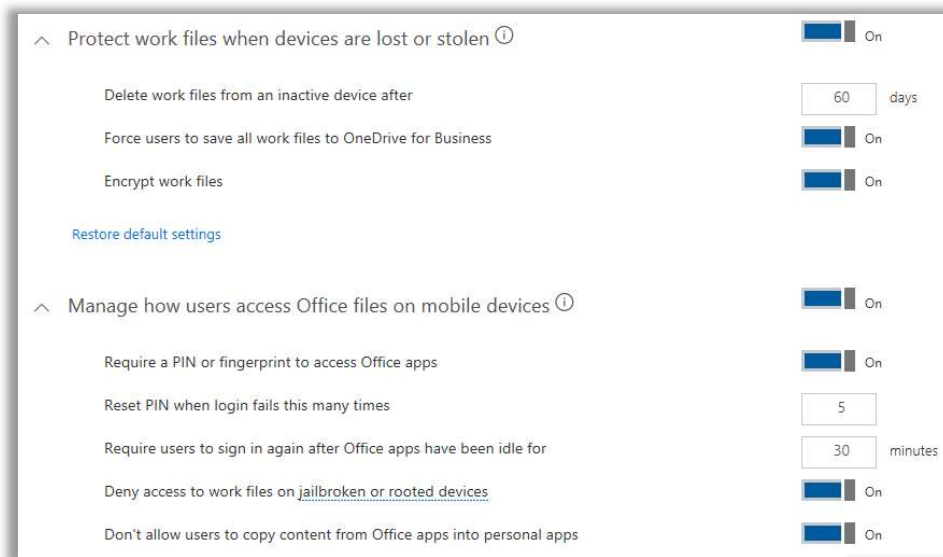 Protect work files when devices are lost or stolen ⓘ On
Delete work files from an inactive device after 60 days
Force users to save all work files to OneDrive for Business On
Encrypt work files On
Restore default settings
Manage how users access Office files on mobile devices ⓘ On
Require a PIN or fingerprint to access Office apps On
Reset PIN when login fails this many times 5
Require users to sign in again after Office apps have been idle for 30 minutes
Deny access to work files on jailbroken or rooted devices On
Don't allow users to copy content from Office apps into personal apps On